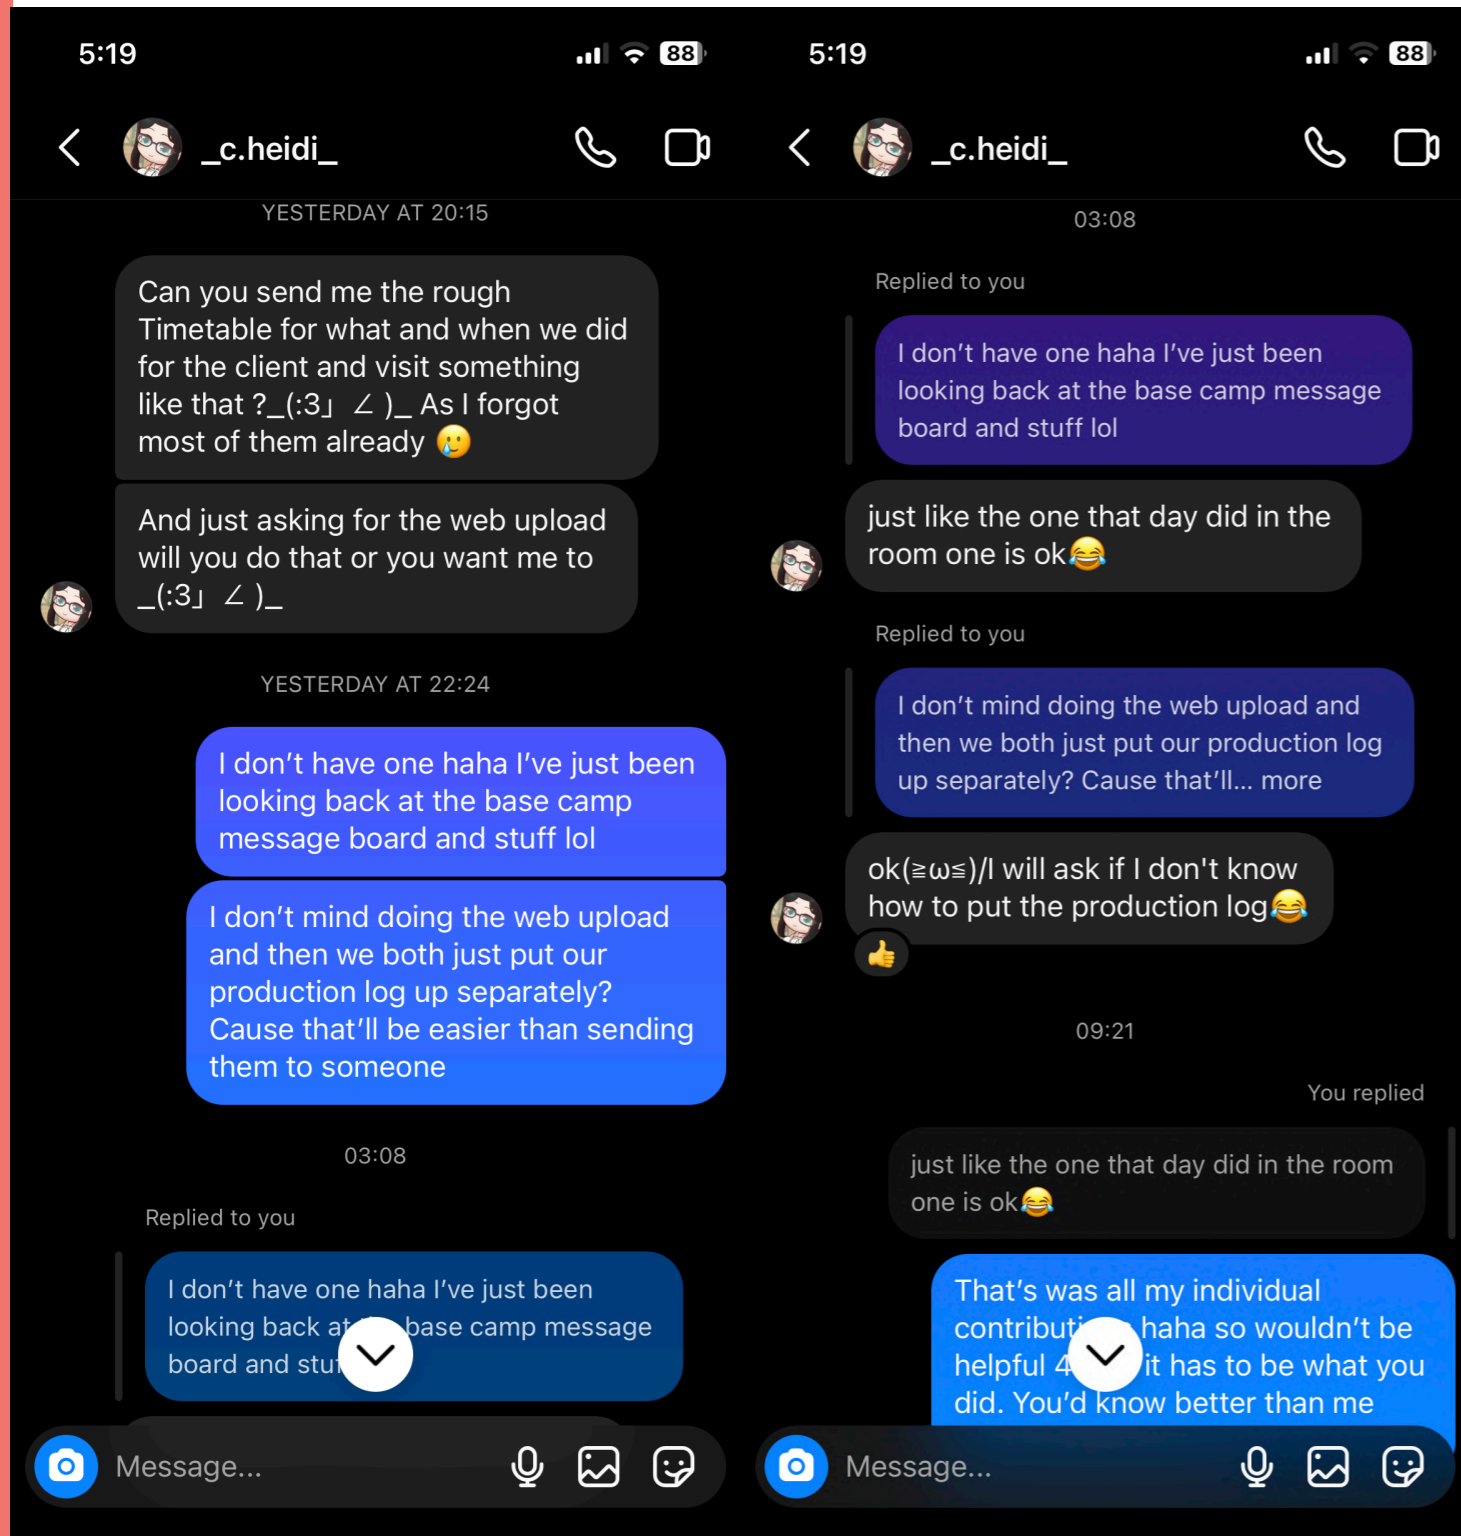 5:19
88
_c.heidi_
YESTERDAY AT 20:15
Can you send me the rough
Timetable for what and when we did
for the client and visit something
like that ?_(:3」∠)_ As I forgot
most of them already 🥲
And just asking for the web upload
will you do that or you want me to
_(:3」∠)_
YESTERDAY AT 22:24
I don't have one haha I've just been
looking back at the base camp
message board and stuff lol
I don't mind doing the web upload
and then we both just put our
production log up separately?
Cause that'll be easier than sending
them to someone
03:08
Replied to you
I don't have one haha I've just been
looking back at base camp message
board and
Message...
5:19
88
_c.heidi_
03:08
Replied to you
I don't have one haha I've just been
looking back at the base camp message
board and stuff lol
just like the one that day did in the
room one is ok😂
Replied to you
I don't mind doing the web upload and
then we both just put our production log
up separately? Cause that'll... more
ok(≧ω≦)/I will ask if I don't know
how to put the production log😂
👍
09:21
You replied
just like the one that day did in the room
one is ok😂
That's was all my individual
haha so wouldn't be
helpful it has to be what you
did. You'd know better than me
Message...